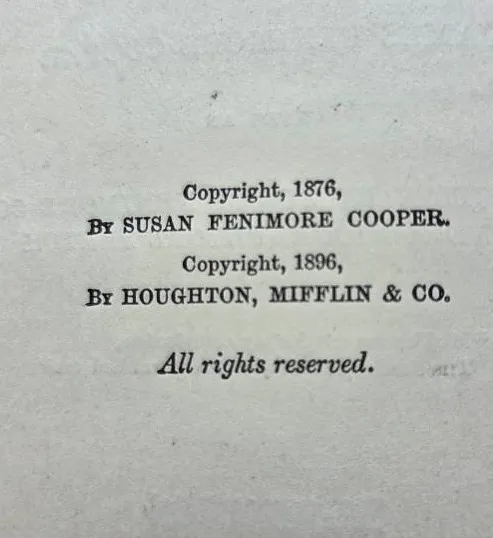 Copyright, 1876,
By SUSAN FENIMORE COOPER.
Copyright, 1896,
By HOUGHTON, MIFFLIN & CO.
All rights reserved.